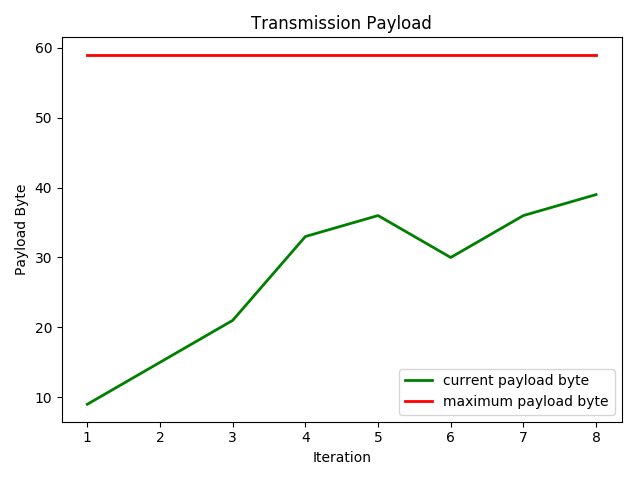 Transmission Payload
60
50
40
30
20
10
Payload Byte
current payload byte
maximum payload byte
1 2 3 4 5 6 7 8
Iteration